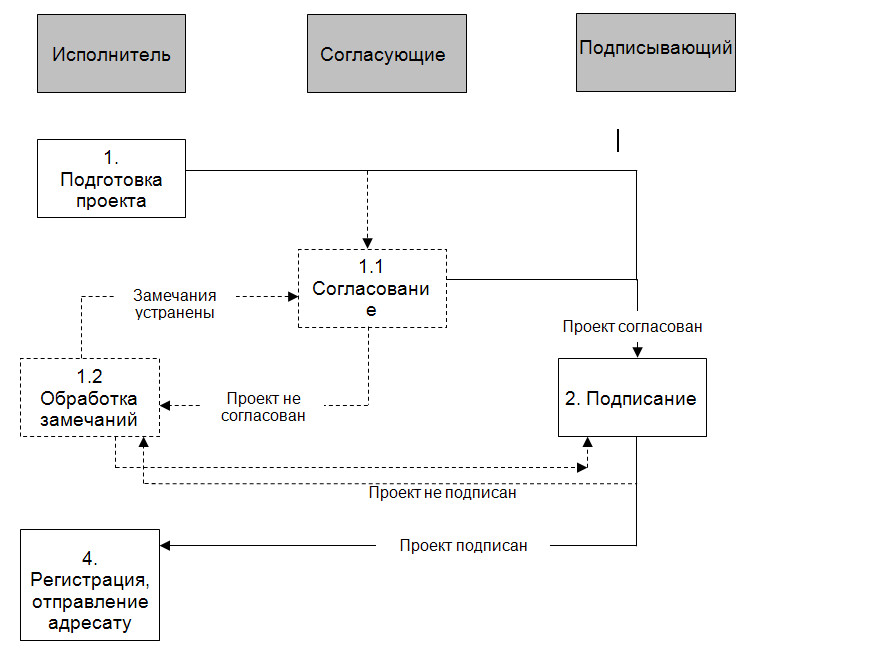 Исполнитель
Согласующие
Подписывающий
1.
Подготовка
проекта
1.1
Согласовани
е
Замечания
устранены
Проект согласован
1.2
Обработка
замечаний
Проект не
согласован
2. Подписание
Проект не подписан
Проект подписан
4.
Регистрация,
отправление
адресату